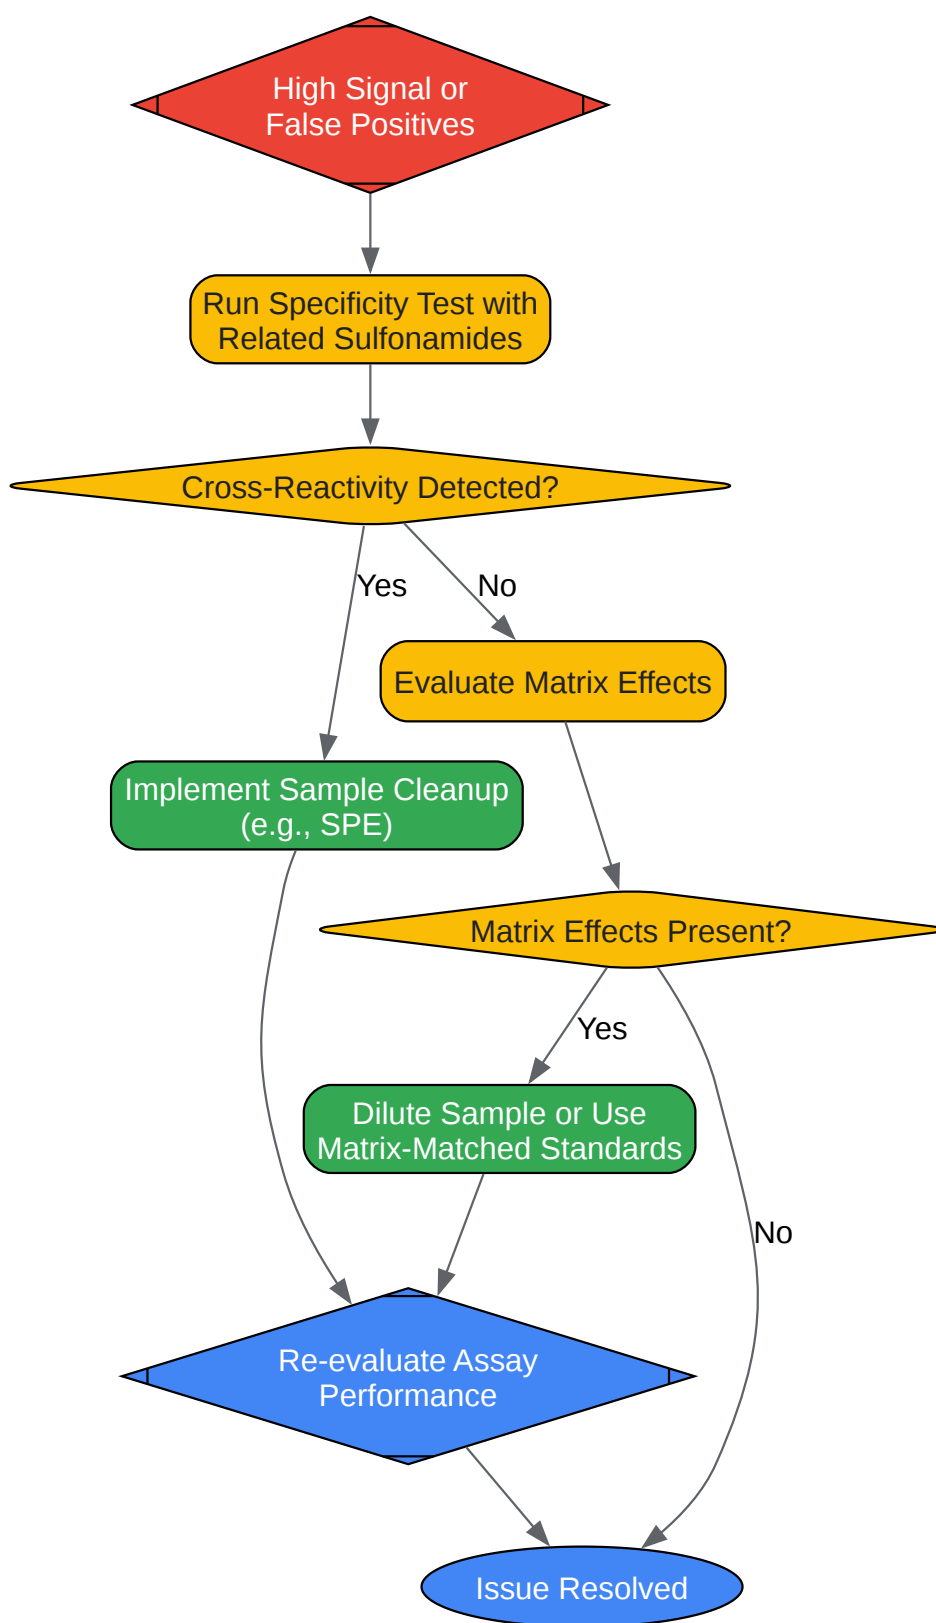 High Signal or
False Positives
Run Specificity Test with
Related Sulfonamides
Cross-Reactivity Detected?
Yes
No
Evaluate Matrix Effects
Implement Sample Cleanup
(e.g., SPE)
Matrix Effects Present?
Yes
Dilute Sample or Use
Matrix-Matched Standards
No
Re-evaluate Assay
Performance
Issue Resolved